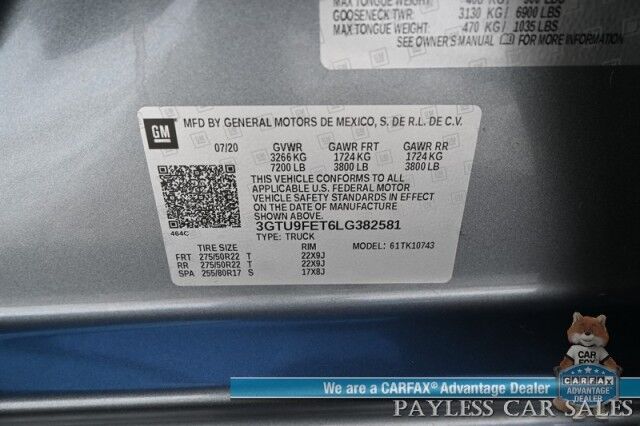 GOOSENECK TWR: 3130 KG/ 6900 LBS
MAX TONGUE WEIGHT: 470 KG/ 1035 LBS
SEE OWNER'S MANUAL FOR MORE INFORMATION
GM
MFD BY GENERAL MOTORS DE MEXICO, S. DE R.L. DE C.V.
07/20 GVWR GAWR FRT GAWR RR
3266 KG 1724 KG 1724 KG
7200 LB 3800 LB 3800 LB
THIS VEHICLE CONFORMS TO ALL
APPLICABLE U.S. FEDERAL MOTOR
VEHICLE SAFETY STANDARDS IN EFFECT
ON THE DATE OF MANUFACTURE SHOWN ABOVE.
464C 3GTU9FET6LG382581
TYPE: TRUCK
TIRE SIZE RIM MODEL: 61TK10743
FRT 275/50R22 T 22X9J
RR 275/50R22 T 22X9J
SPA 255/80R17 S 17X8J
CAR
FOX
CARFAX
ADVANTAGE
DEALER
We are a CARFAX® Advantage Dealer
PAYLESS CAR SALES